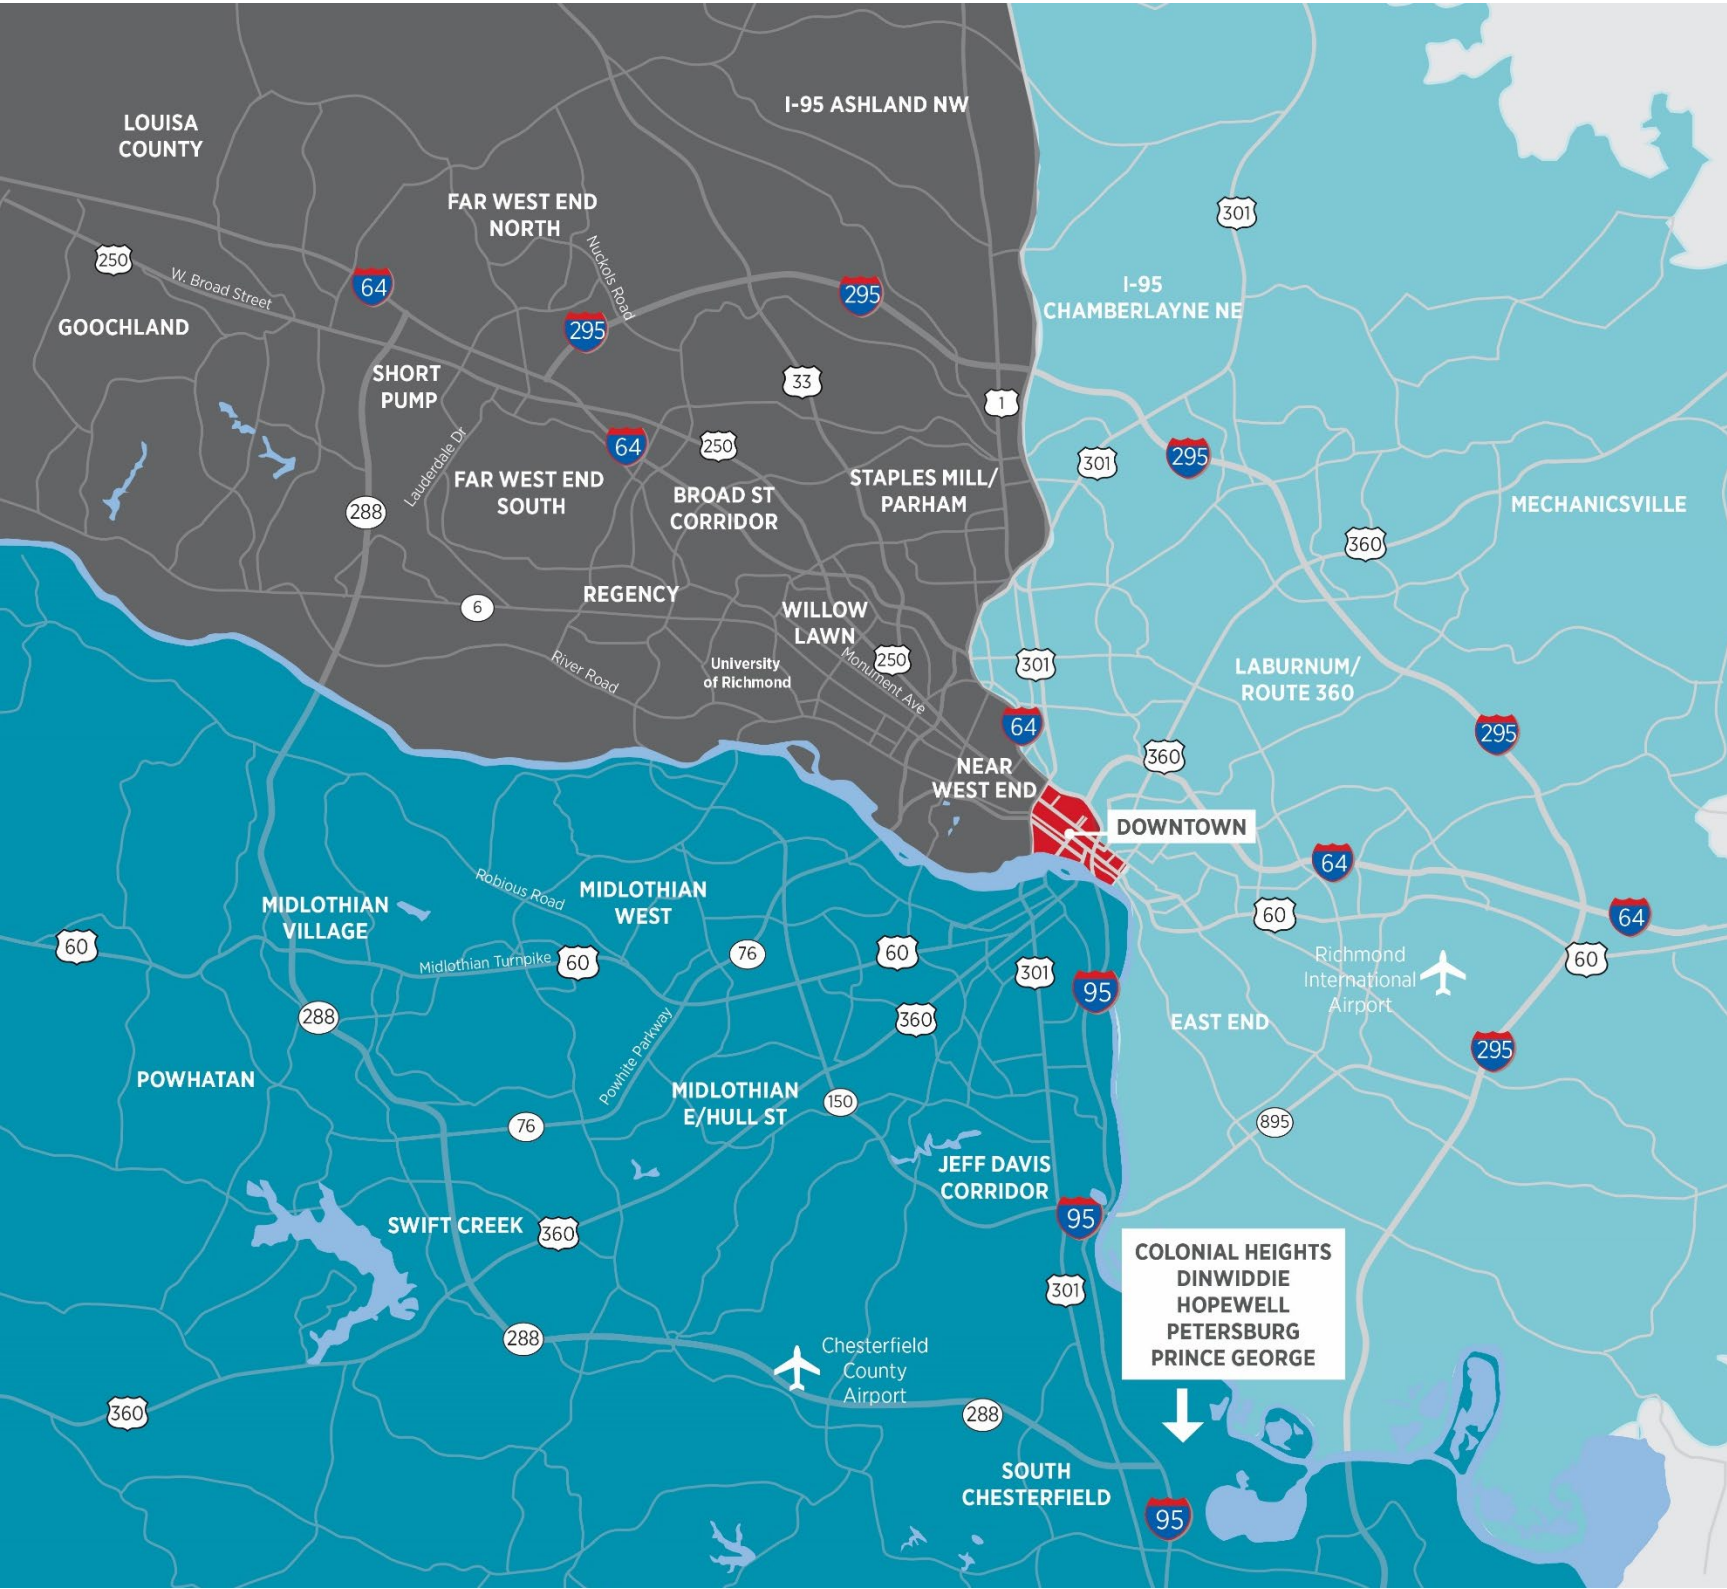 I-95 ASHLAND NW
LOUISA
COUNTY
FAR WEST END
NORTH
301
Nuckols Road
250
W. Broad Street
64
295
295
I-95
CHAMBERLAYNE NE
GOOCHLAND
SHORT
PUMP
33
1
Lauderdale Dr
64
250
301
295
FAR WEST END
SOUTH
BROAD ST
CORRIDOR
STAPLES MILL/
PARHAM
MECHANICSVILLE
288
360
REGENCY
6
WILLOW
LAWN
250
Monument Ave
University
of Richmond
River Road
301
LABURNUM/
ROUTE 360
64
295
360
NEAR
WEST END
DOWNTOWN
64
Robious Road
MIDLOTHIAN
WEST
MIDLOTHIAN
VILLAGE
60
64
60
Midlothian Turnpike
60
76
60
301
95
Richmond
International
Airport
60
288
Powhite Parkway
360
EAST END
295
POWHATAN
76
MIDLOTHIAN
E/HULL ST
150
895
JEFF DAVIS
CORRIDOR
SWIFT CREEK
360
95
301
COLONIAL HEIGHTS
DINWIDDIE
HOPEWELL
PETERSBURG
PRINCE GEORGE
288
Chesterfield
County
Airport
360
288
SOUTH
CHESTERFIELD
95